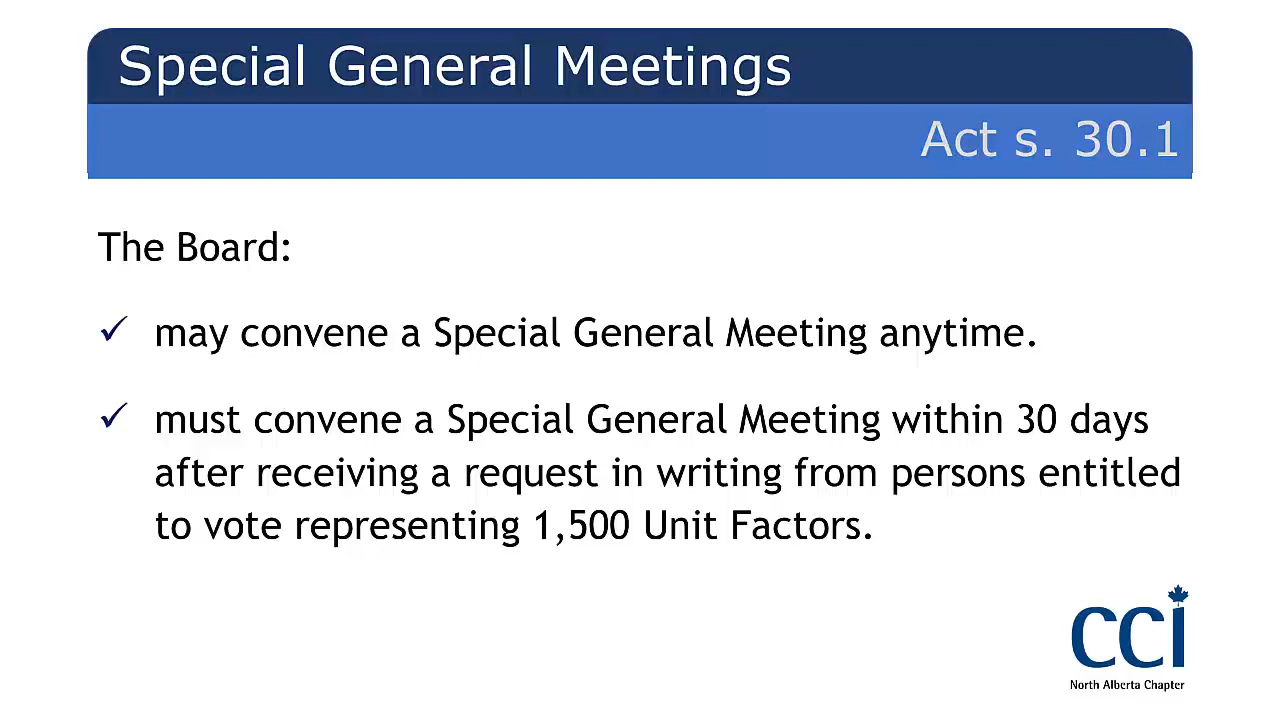 Special General Meetings
Act s. 30.1
The Board:
✓ may convene a Special General Meeting anytime.
✓ must convene a Special General Meeting within 30 days
after receiving a request in writing from persons entitled
to vote representing 1,500 Unit Factors.
CCI
North Alberta Chapter